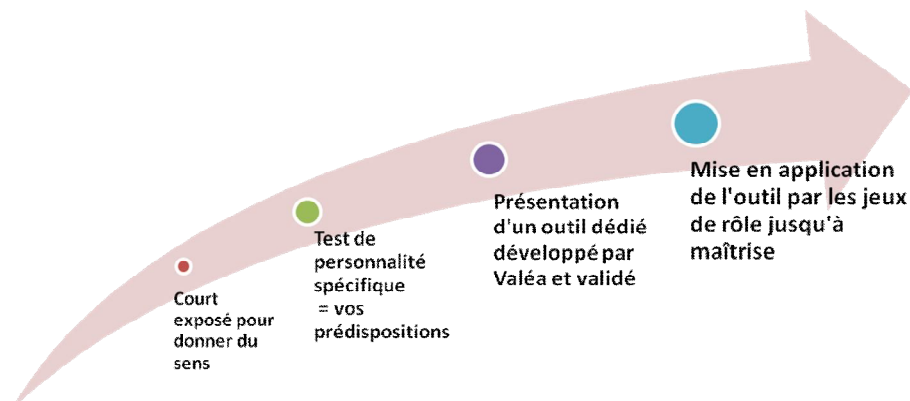 Court
exposé pour
donner du
sens
Test de
personnalité
spécifique
= vos
prédispositions
Présentation
d'un outil dédié
développé par
Valéa et validé
Mise en application
de l'outil par les jeux
de rôle jusqu'à
maîtrise